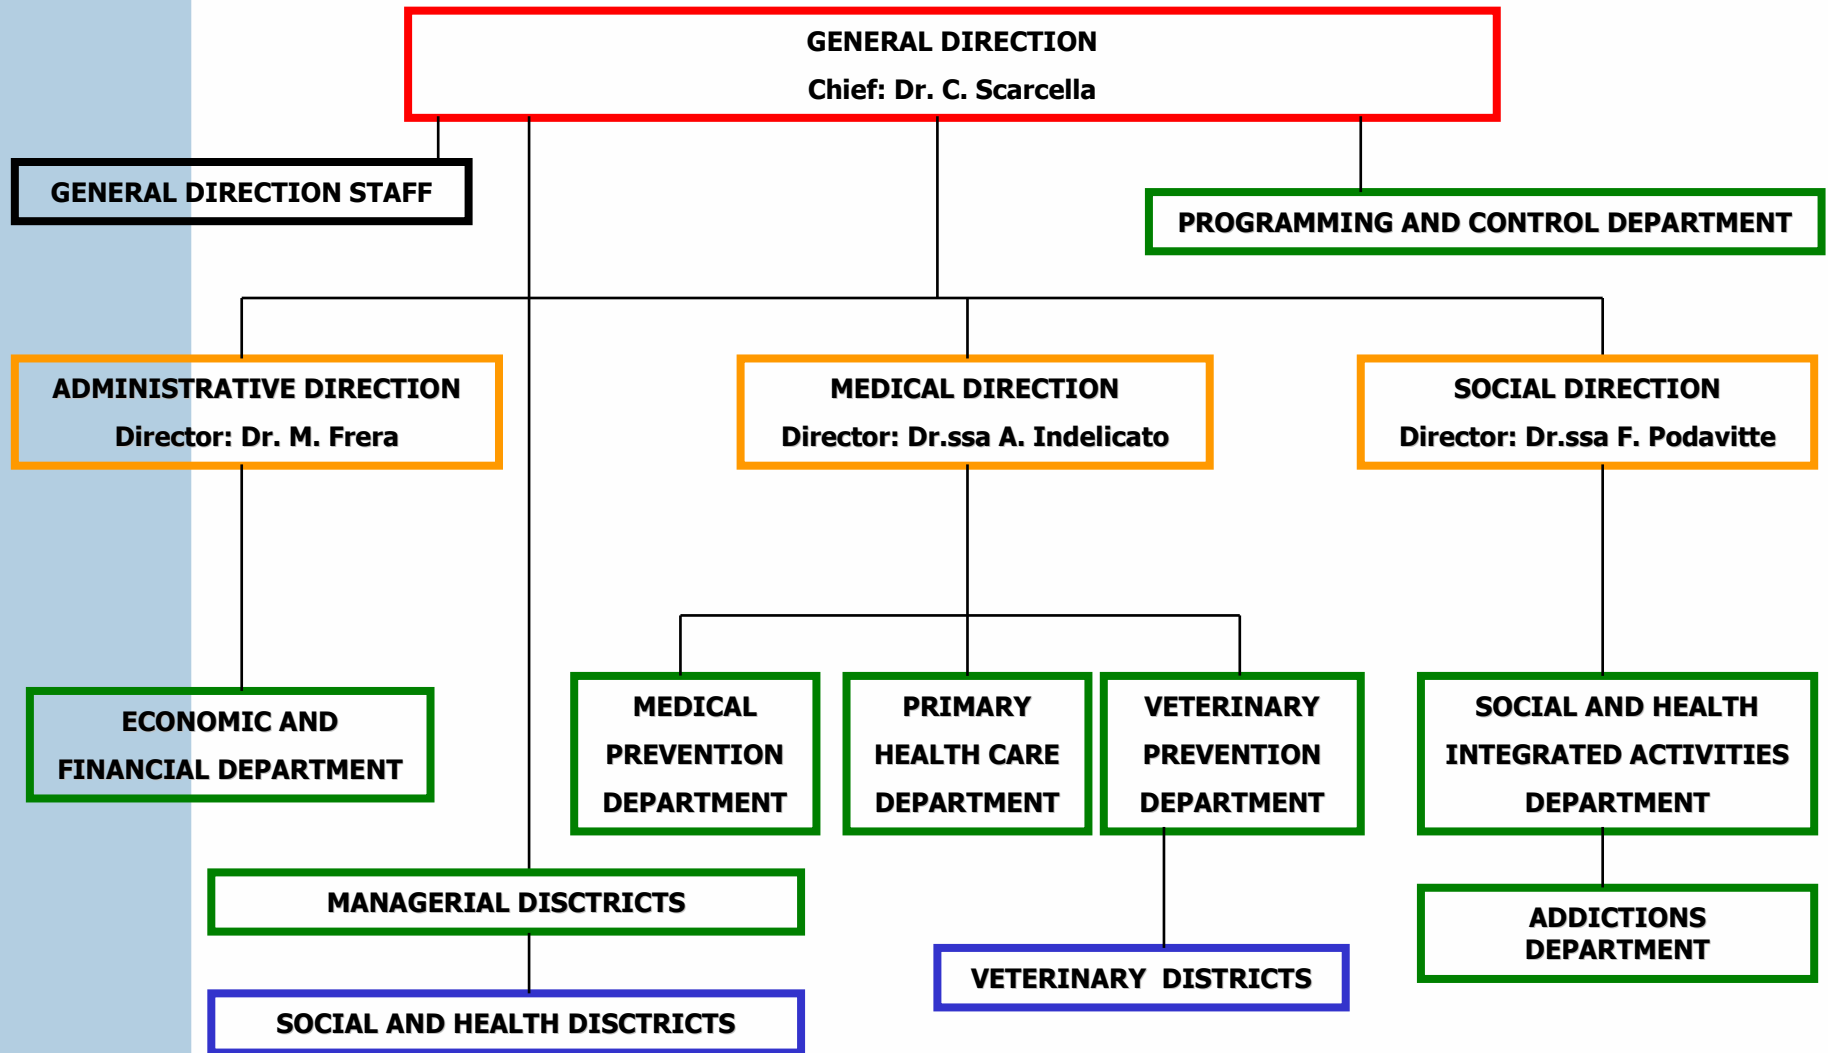 GENERAL DIRECTION
Chief: Dr. C. Scarcella
GENERAL DIRECTION STAFF
PROGRAMMING AND CONTROL DEPARTMENT
ADMINISTRATIVE DIRECTION
Director: Dr. M. Frera
MEDICAL DIRECTION
Director: Dr.ssa A. Indelicato
SOCIAL DIRECTION
Director: Dr.ssa F. Podavitte
ECONOMIC AND
FINANCIAL DEPARTMENT
MEDICAL
PREVENTION
DEPARTMENT
PRIMARY
HEALTH CARE
DEPARTMENT
VETERINARY
PREVENTION
DEPARTMENT
SOCIAL AND HEALTH
INTEGRATED ACTIVITIES
DEPARTMENT
MANAGERIAL DISCTRICTS
ADDICTIONS
DEPARTMENT
VETERINARY DISTRICTS
SOCIAL AND HEALTH DISCTRICTS